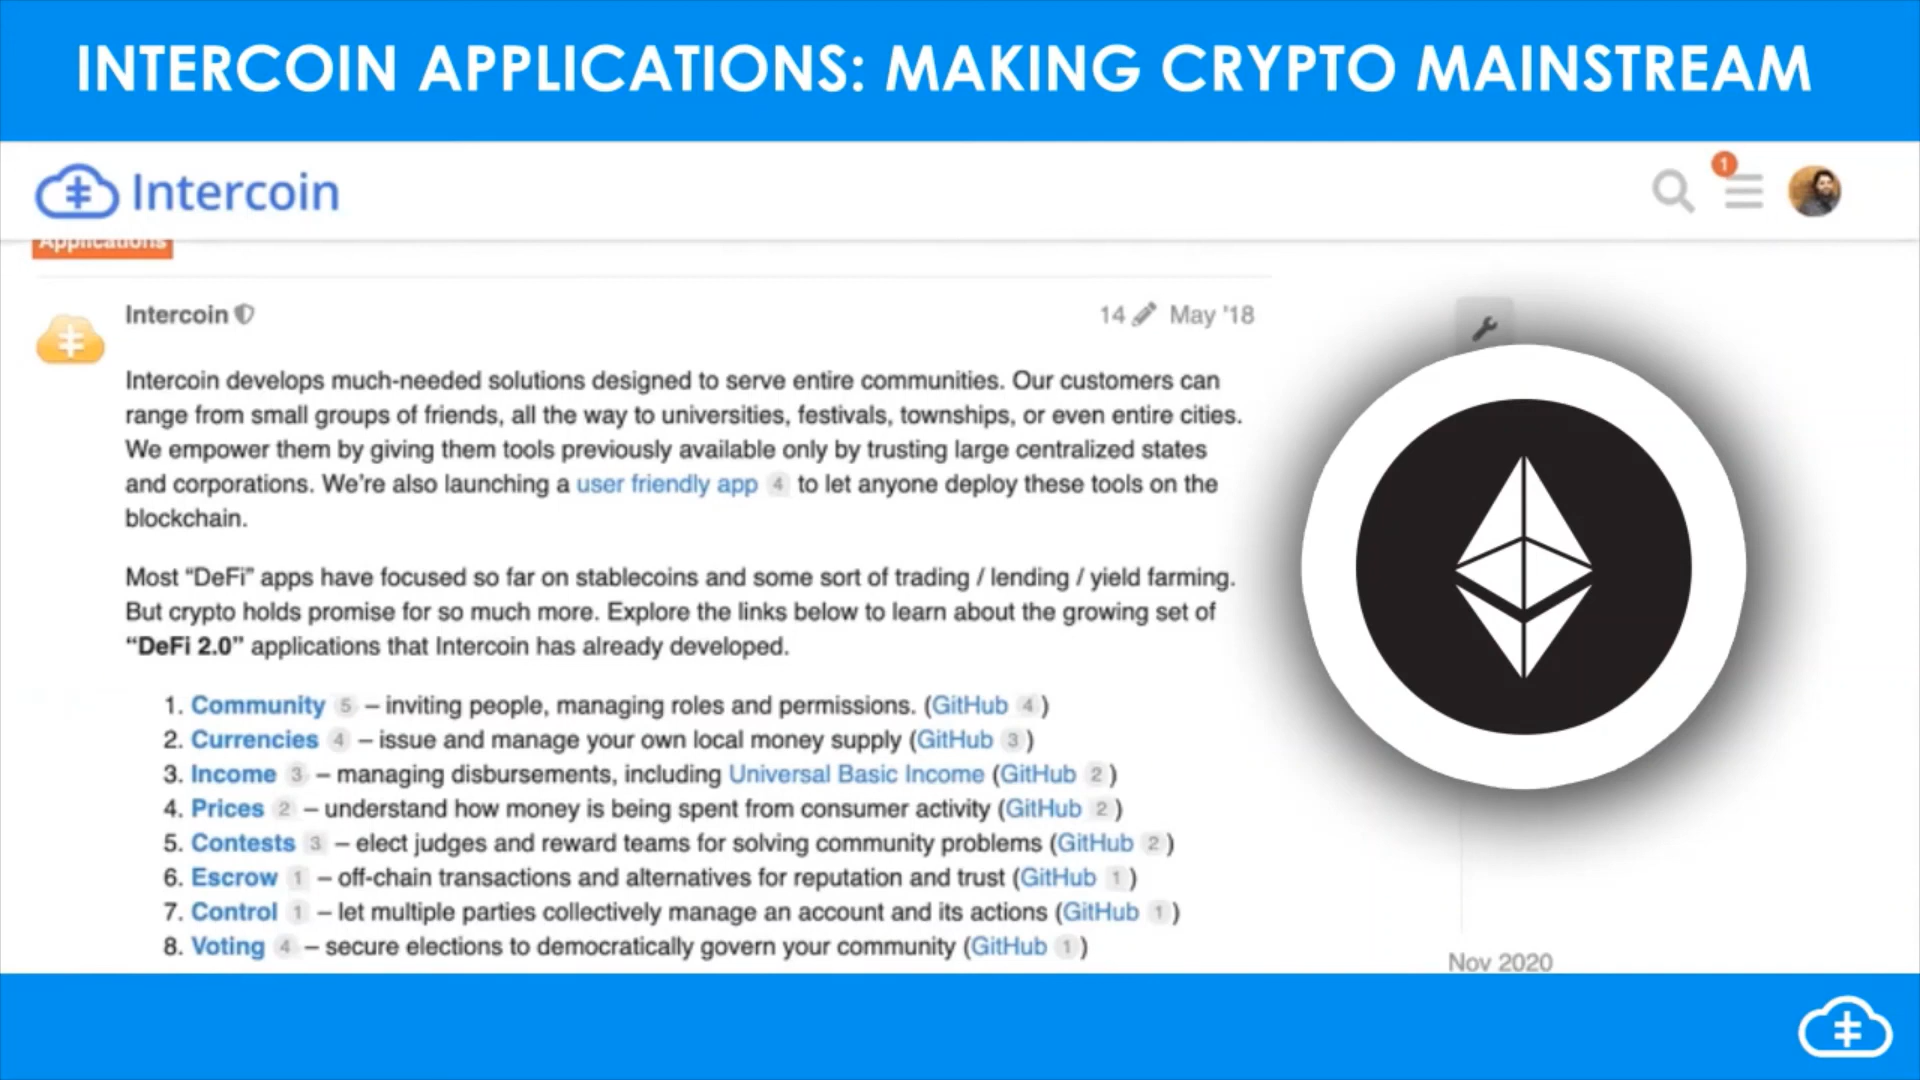 INTERCOIN APPLICATIONS: MAKING CRYPTO MAINSTREAM
Intercoin
1
Applications
Intercoin
14 May '18
Intercoin develops much-needed solutions designed to serve entire communities. Our customers can
range from small groups of friends, all the way to universities, festivals, townships, or even entire cities.
We empower them by giving them tools previously available only by trusting large centralized states
and corporations. We're also launching a user friendly app 4 to let anyone deploy these tools on the
blockchain.
Most “DeFi” apps have focused so far on stablecoins and some sort of trading / lending / yield farming.
But crypto holds promise for so much more. Explore the links below to learn about the growing set of
“DeFi 2.0” applications that Intercoin has already developed.
1. Community 5 – inviting people, managing roles and permissions. (GitHub 4)
2. Currencies 4 – issue and manage your own local money supply (GitHub 3)
3. Income 3 – managing disbursements, including Universal Basic Income (GitHub 2)
4. Prices 2 – understand how money is being spent from consumer activity (GitHub 2)
5. Contests 3 – elect judges and reward teams for solving community problems (GitHub 2)
6. Escrow 1 – off-chain transactions and alternatives for reputation and trust (GitHub 1)
7. Control 1 – let multiple parties collectively manage an account and its actions (GitHub 1)
8. Voting 4 – secure elections to democratically govern your community (GitHub 1)
Nov 2020